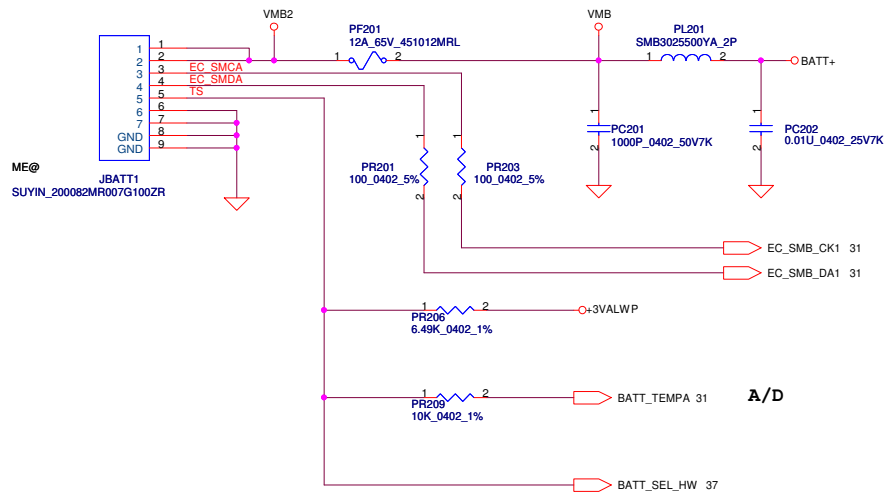 VMB2
VMB
PF201
12A_65V_451012MRL
PL201
SMB3025500YA_2P
1
2
1
2
BATT+
1
2
3
4
5
6
7
GND
GND
1
2
3
4
5
6
7
8
9
EC_SMCA
EC_SMDA
TS
ME@
JBATT1
SUYIN_200082MR007G100ZR
1
2
PR201
100_0402_5%
1
2
PR203
100_0402_5%
1
2
PC201
1000P_0402_50V7K
1
2
PC202
0.01U_0402_25V7K
EC_SMB_CK1 31
EC_SMB_DA1 31
1
2
PR206
6.49K_0402_1%
+3VALWP
1
2
PR209
10K_0402_1%
BATT_TEMPA 31
A/D
BATT_SEL_HW 37